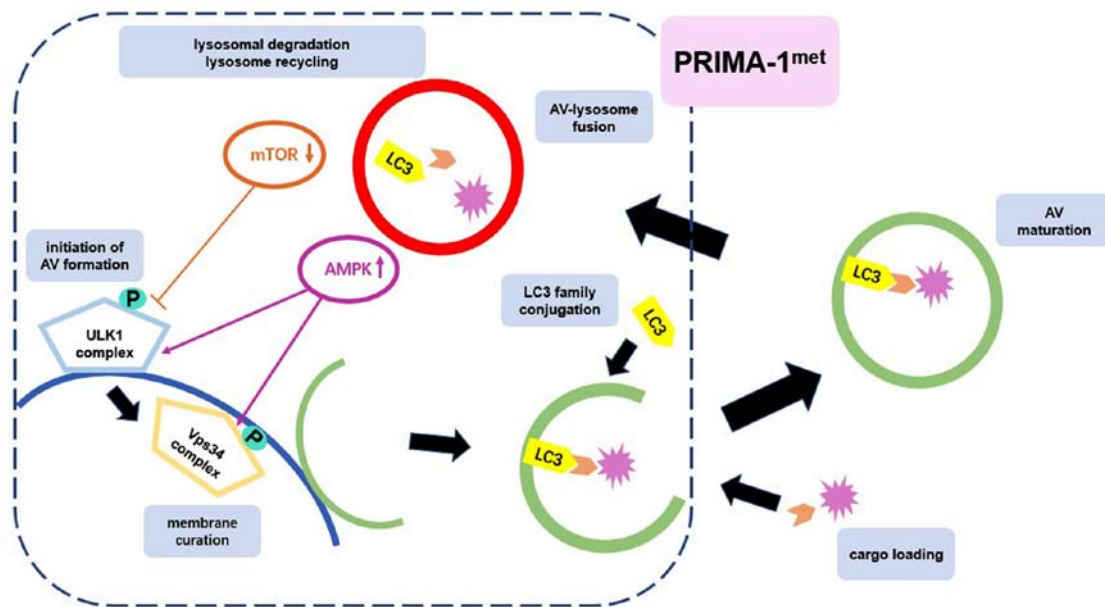 lysosomal degradation
lysosome recycling
PRIMA-1met
AV-lysosome
fusion
mTOR ↓
LC3
AV
maturation
initiation of
AV formation
AMPK ↑
LC3
P
LC3 family
conjugation
LC3
ULK1
complex
Vps34
complex
P
LC3
membrane
curation
cargo loading